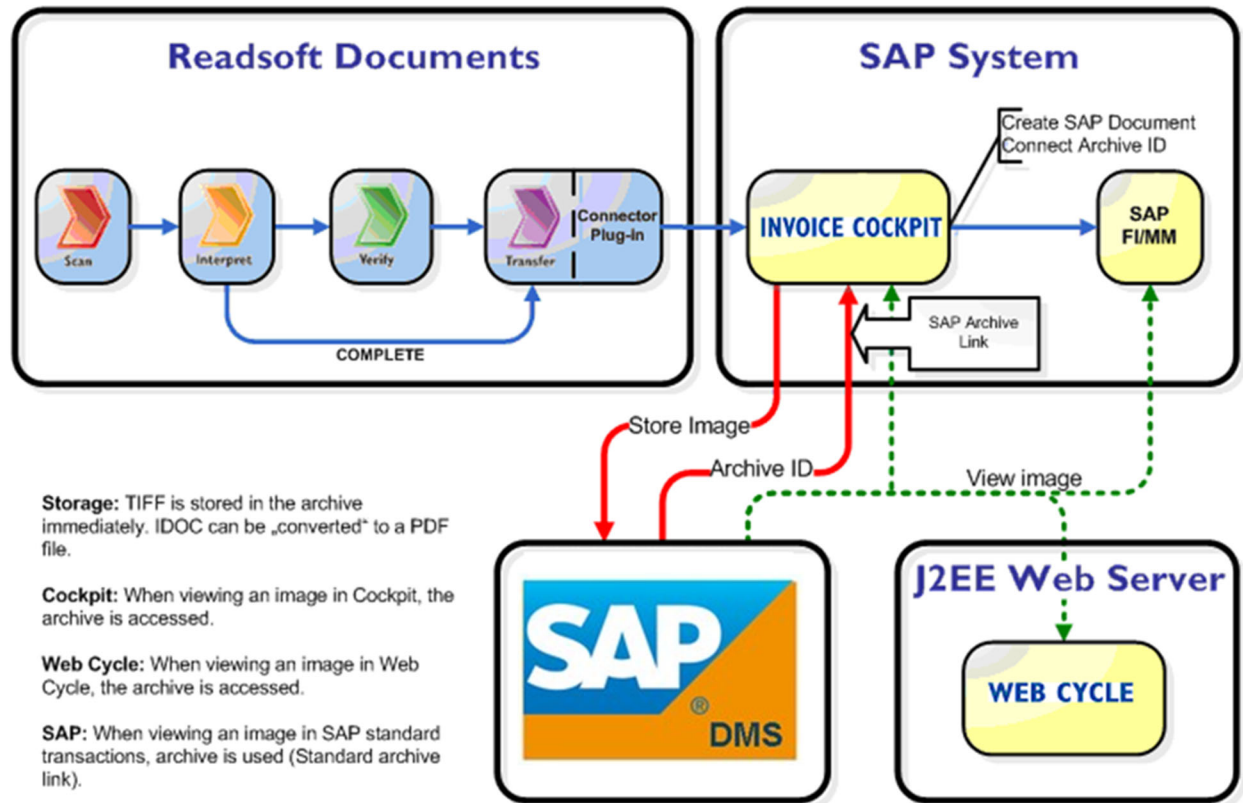 Readsoft Documents
SAP System
Create SAP Document
Connect Archive ID
Scan
Interpret
Verify
Transfer
Connector
Plug-In
INVOICE COCKPIT
SAP
FI/MM
COMPLETE
SAP Archive
Link
Store Image
Archive ID
View image
Storage: TIFF is stored in the archive
immediately. IDOC can be „converted“ to a PDF
file.
Cockpit: When viewing an image in Cockpit, the
archive is accessed.
Web Cycle: When viewing an image in Web
Cycle, the archive is accessed.
SAP: When viewing an image in SAP standard
transactions, archive is used (Standard archive
link).
SAP
®
DMS
J2EE Web Server
WEB CYCLE